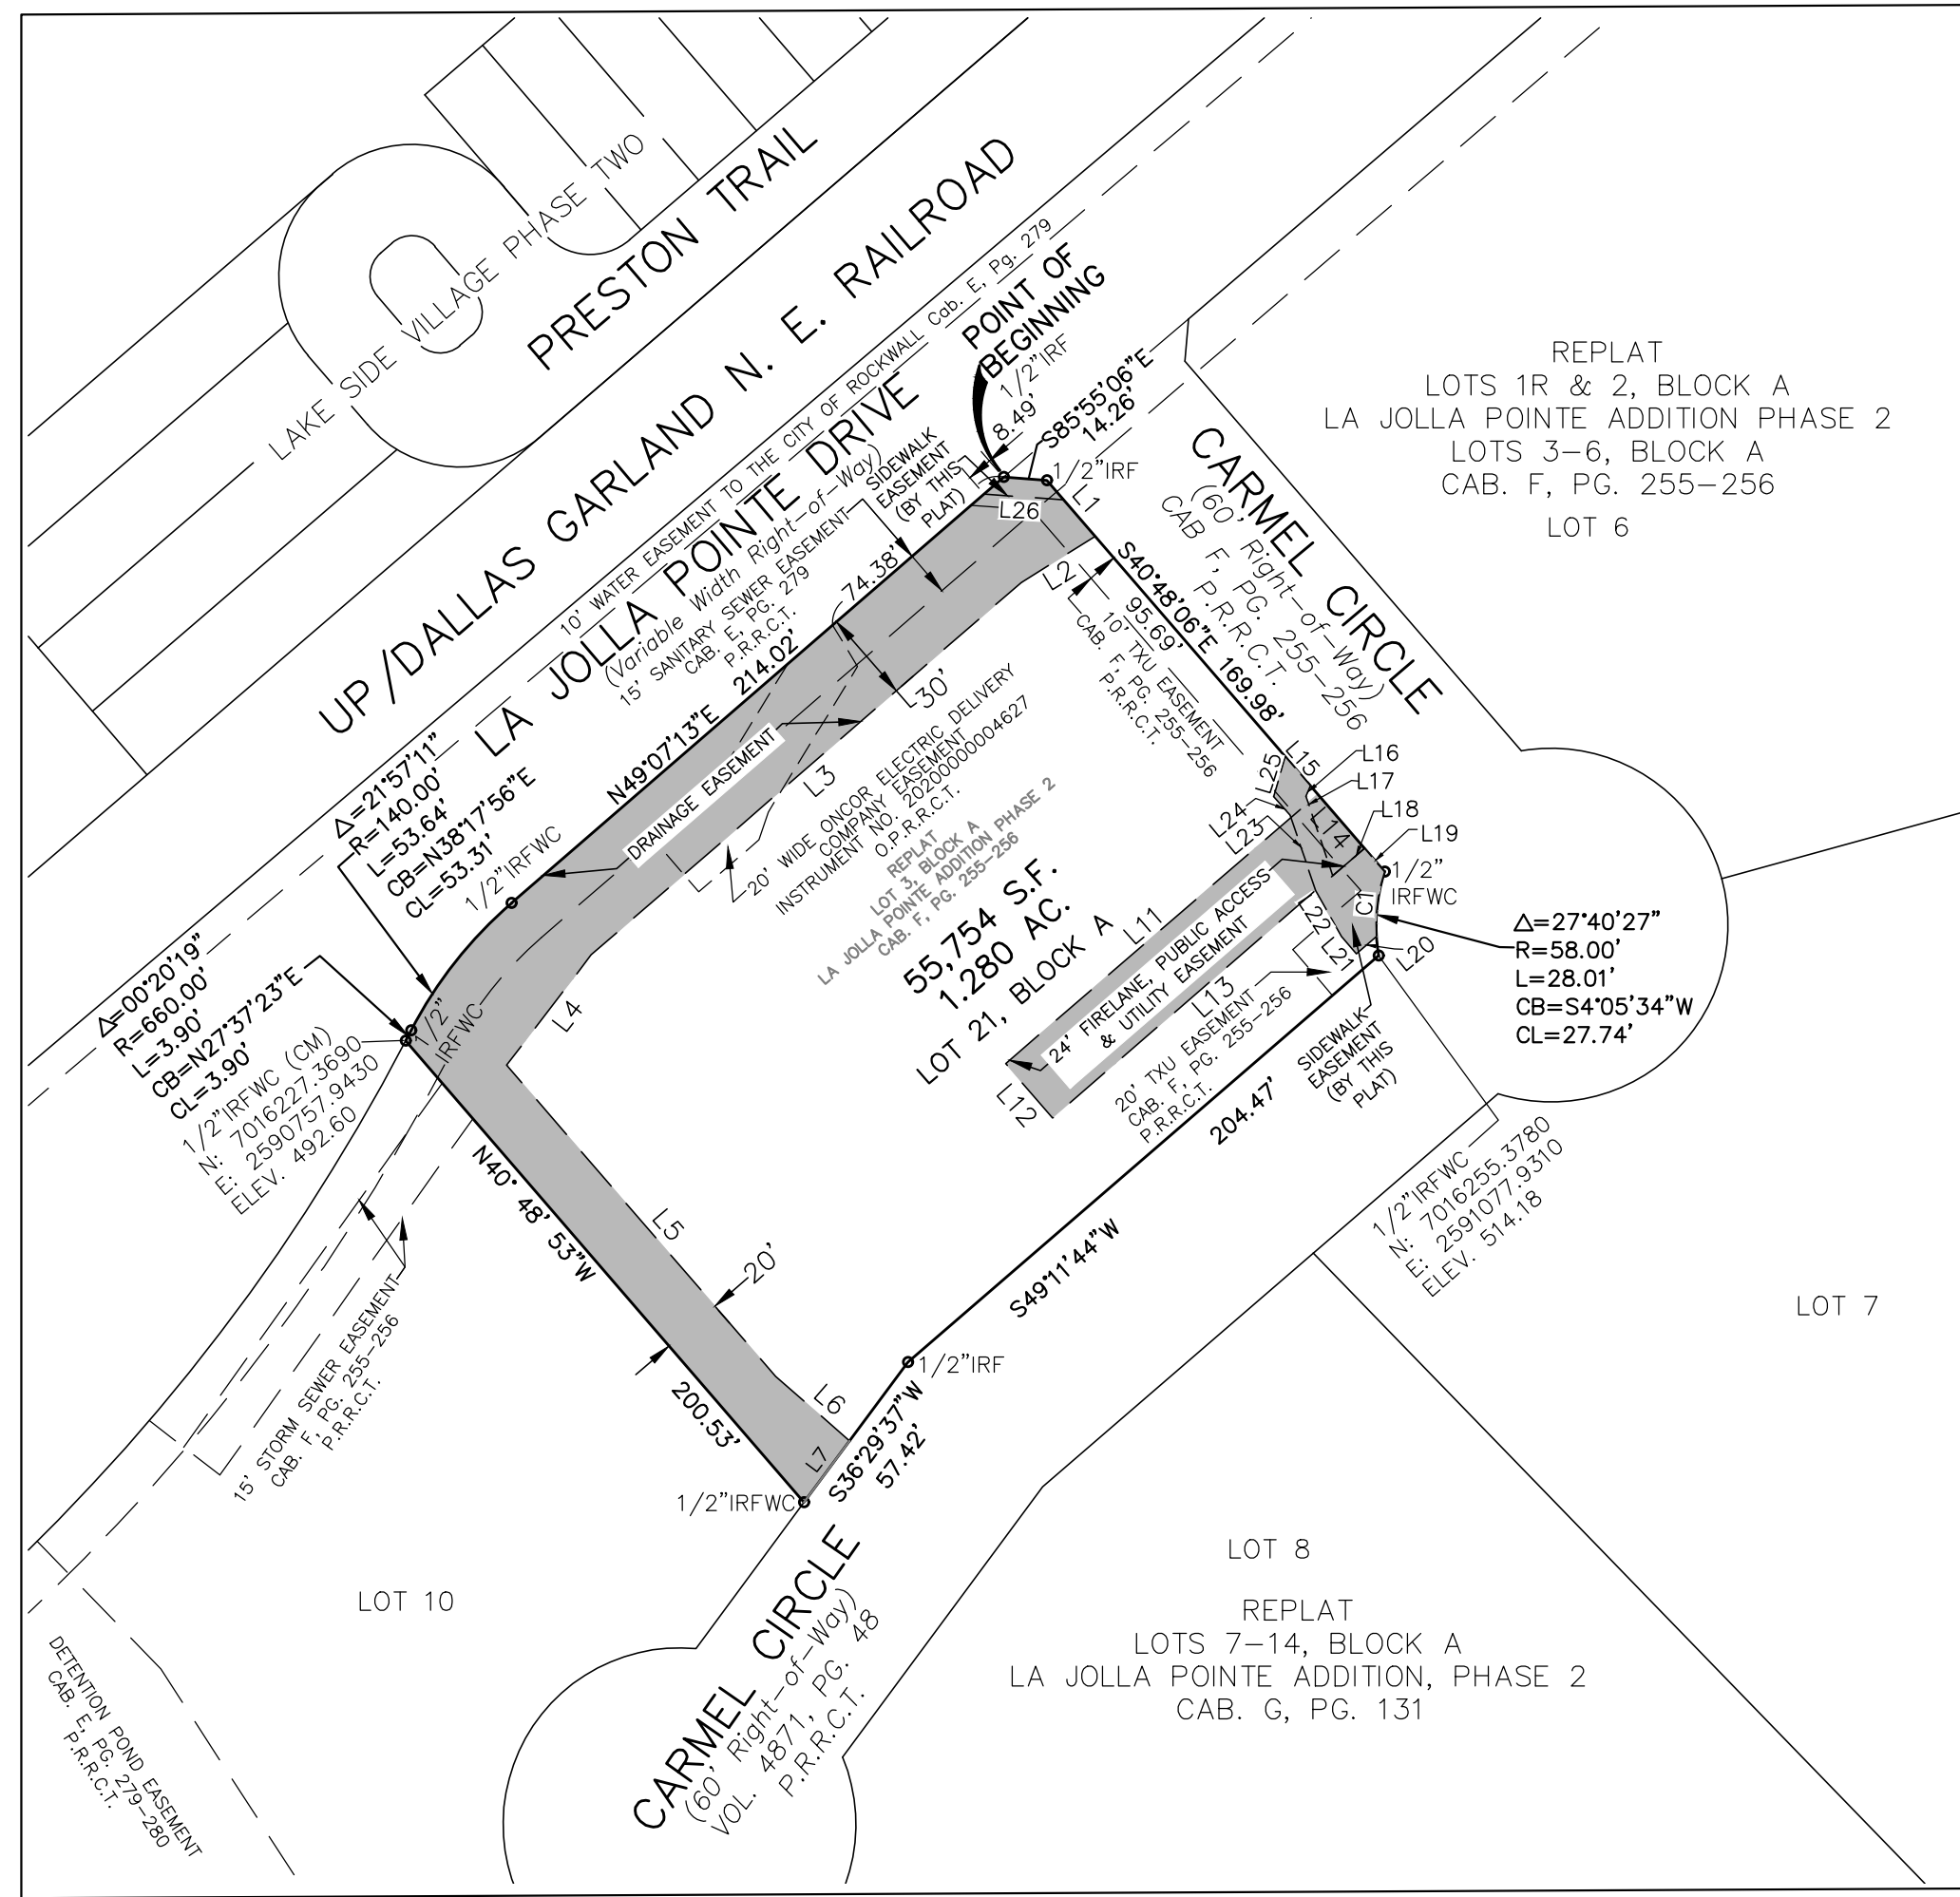 LAKE SIDE VILLAGE PHASE TWO
PRESTON TRAIL
UP/DALLAS GARLAND N. E. RAILROAD
10' WATER EASEMENT TO THE CITY OF ROCKWALL Cab. E, Pg. 279
LA JOLLA POINTE DRIVE
(Variable Width Right-of-Way)
15' SANITARY SEWER EASEMENT
CAB. E, PG. 279
P.R.R.C.T.
SIDEWALK
EASEMENT
(BY THIS
PLAT)
POINT OF
BEGINNING
1/2"IRF
8.49'
S85°55'06"E
14.26'
1/2"IRF
L1
L26
L2
74.38'
N49°07'13"E 214.02'
30'
DRAINAGE EASEMENT
L3
CARMEL CIRCLE
(60' Right-of-Way)
CAB F, PG. 255-256
P.R.R.C.T.
S40°48'06"E 169.98'
95.69'
10' TXU EASEMENT
CAB. F, PG. 255-256
P.R.R.C.T.
REPLAT
LOTS 1R & 2, BLOCK A
LA JOLLA POINTE ADDITION PHASE 2
LOTS 3-6, BLOCK A
CAB. F, PG. 255-256
LOT 6
Δ=21°57'11"
R=140.00'
L=53.64'
CB=N38°17'56"E
CL=53.31'
1/2"IRFWC
20' WIDE ONCOR ELECTRIC DELIVERY
COMPANY EASEMENT
INSTRUMENT NO. 20200000004627
O.P.R.R.C.T.
REPLAT
LOT 3, BLOCK A
LA JOLLA POINTE ADDITION PHASE 2
CAB. F, PG. 255-256
55,754 S.F.
1.280 AC.
LOT 21, BLOCK A
L25
L15
L16
L17
L18
L19
L24
L23
L14
1/2"
IRFWC
C1
L22
L21
L20
L11
24' FIRELANE, PUBLIC ACCESS
& UTILITY EASEMENT
L13
L12
20' TXU EASEMENT
CAB. F, PG. 255-256
P.R.R.C.T.
Δ=27°40'27"
R=58.00'
L=28.01'
CB=S4°05'34"W
CL=27.74'
SIDEWALK
EASEMENT
(BY THIS
PLAT)
204.47'
S49°11'44"W
1/2"IRFWC
N: 7016255.3780
E: 2591077.9310
ELEV. 514.18
Δ=00°20'19"
R=660.00'
L=3.90'
CB=N27°37'23"E
CL=3.90'
1/2"IRFWC (CM)
N: 7016227.3690
E: 2590757.9430
ELEV. 492.60
1/2"
IRFWC
L4
L5
20'
N40° 48' 53"W
200.53'
L6
L7
1/2"IRF
S36°29'37"W
57.42'
1/2"IRFWC
15' STORM SEWER EASEMENT
CAB. F, PG. 255-256
P.R.R.C.T.
LOT 7
LOT 8
LOT 10
REPLAT
LOTS 7-14, BLOCK A
LA JOLLA POINTE ADDITION, PHASE 2
CAB. G, PG. 131
CARMEL CIRCLE
(60' Right-of-Way)
VOL. 4871, PG. 48
P.R.R.C.T.
DETENTION POND EASEMENT
CAB. E, PG. 279-280
P.R.R.C.T.